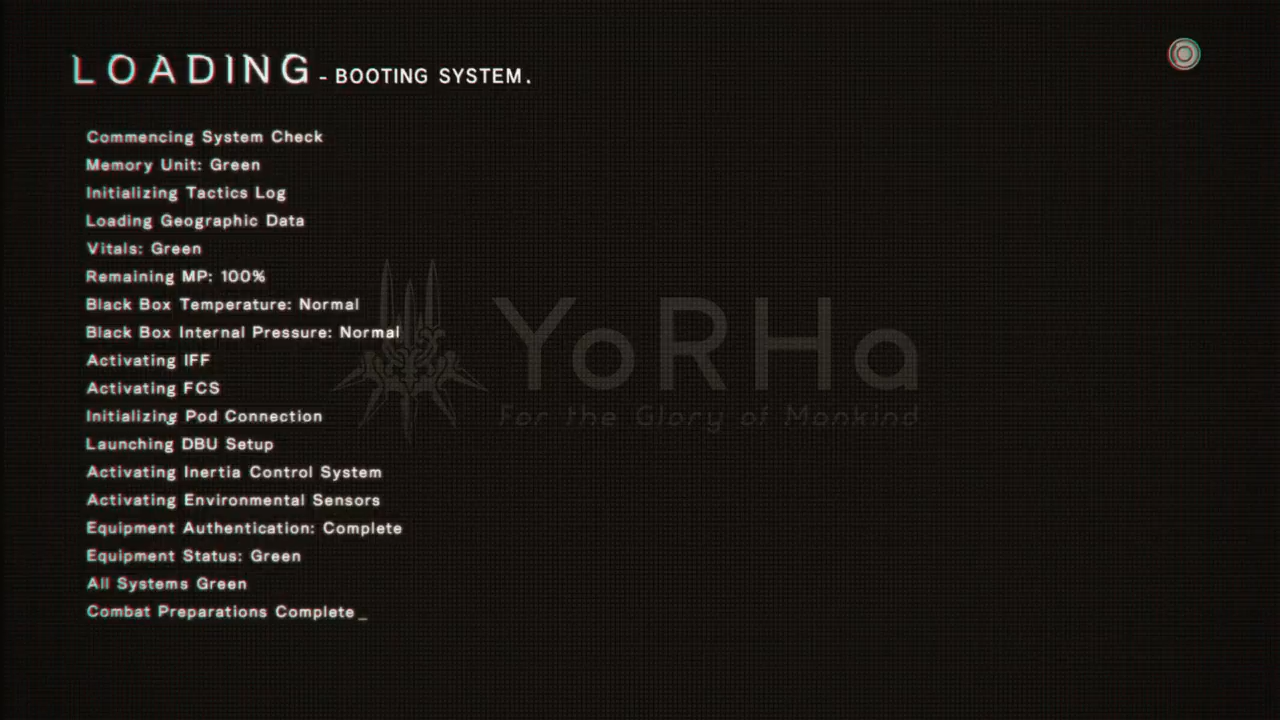 LOADING - BOOTING SYSTEM.
Commencing System Check
Memory Unit: Green
Initializing Tactics Log
Loading Geographic Data
Vitals: Green
Remaining MP: 100%
Black Box Temperature: Normal
Black Box Internal Pressure: Normal
Activating IFF
Activating FCS
Initializing Pod Connection
Launching DBU Setup
Activating Inertia Control System
Activating Environmental Sensors
Equipment Authentication: Complete
Equipment Status: Green
All Systems Green
Combat Preparations Complete_
YoRHa
For the Glory of Mankind